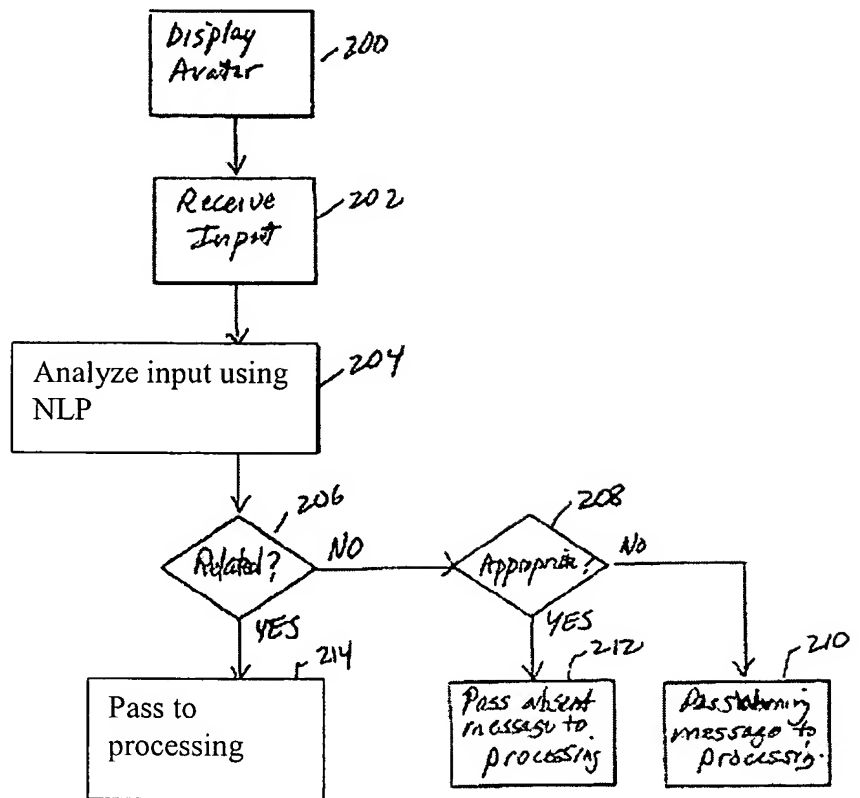 Display
Avatar
200
Receive
Input
202
Analyze input using
NLP
204
206
208
Related?
NO
Appropriate?
NO
YES
YES
214
212
210
Pass to
processing
Pass absent
message to
processing
Pass
message to
processing.